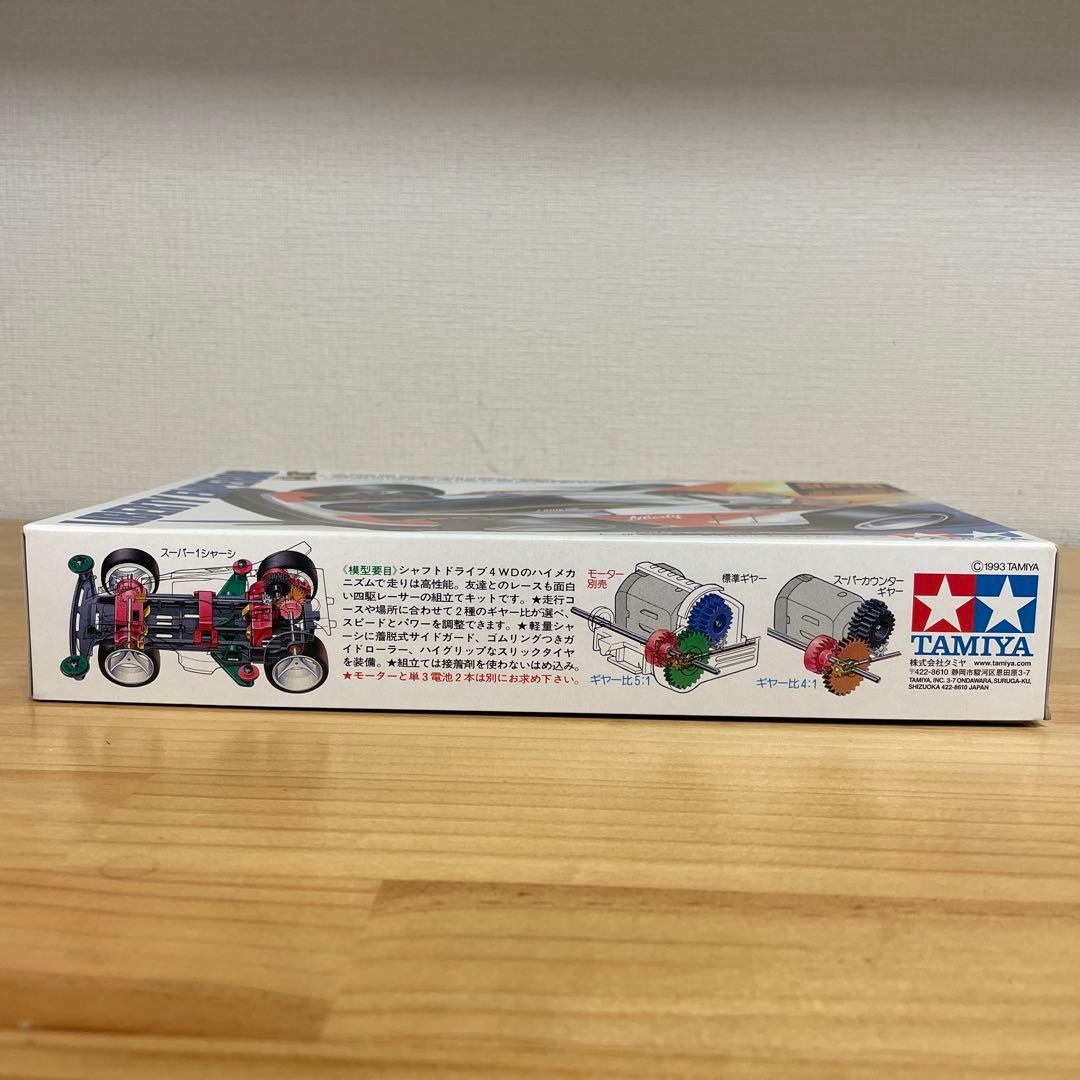 スーパー1シャーシ
《模型要目》シャフトドライブ4WDのハイメカ
ニズムで走りは高性能。友達とのレースも面白
い四駆レーサーの組立てキットです。★走行コ
ースや場所に合わせて2種のギヤー比が選べ、
スピードとパワーを調整できます。★軽量シャ
ーシに着脱式サイドガード、ゴムリングつきガ
イドローラー、ハイグリップなスリックタイヤ
を装備。★組立ては接着剤を使わないはめ込み。
★モーターと単3電池2本は別にお求め下さい。
モーター
別売
標準ギヤー
ギヤー比5:1
スーパーカウンター
ギヤー
ギヤー比4:1
©1993 TAMIYA
TAMIYA
株式会社タミヤ www.tamiya.com
〒422-8610 静岡市駿河区恩田原3-7
TAMIYA, INC. 3-7 ONDAWARA, SURUGA-KU,
SHIZUOKA 422-8610 JAPAN